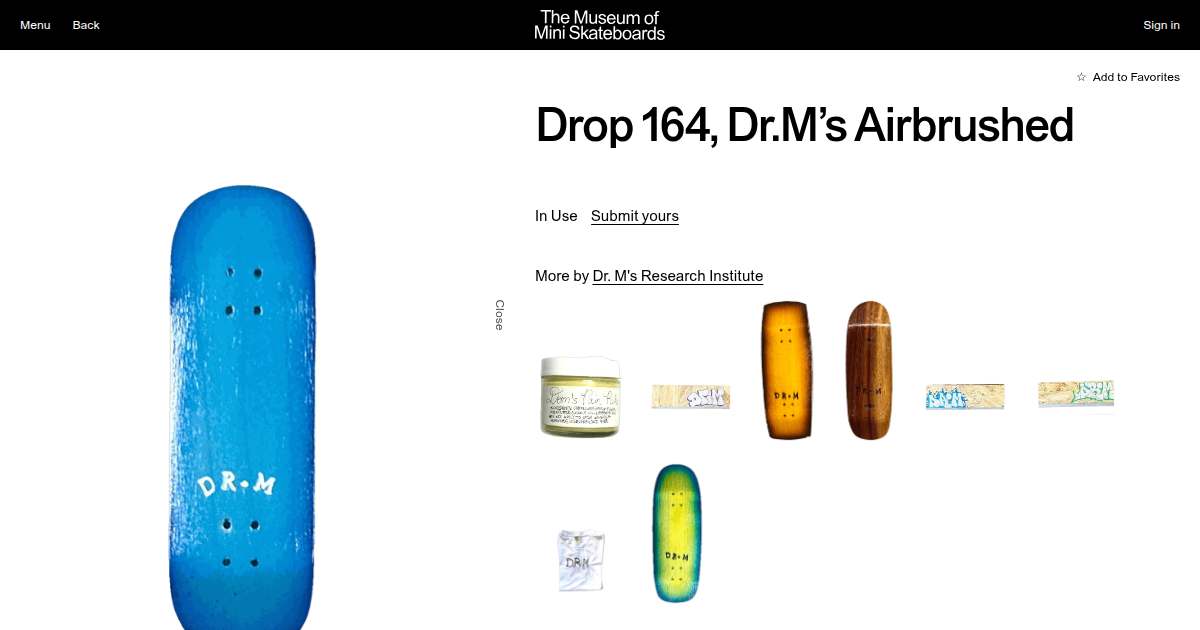 Menu
Back
The Museum of
Mini Skateboards
Sign in
☆ Add to Favorites
Drop 164, Dr.M’s Airbrushed
In Use Submit yours
More by Dr. M's Research Institute
Close
DR•M
DR•M
DR•M
DRM
DR•M